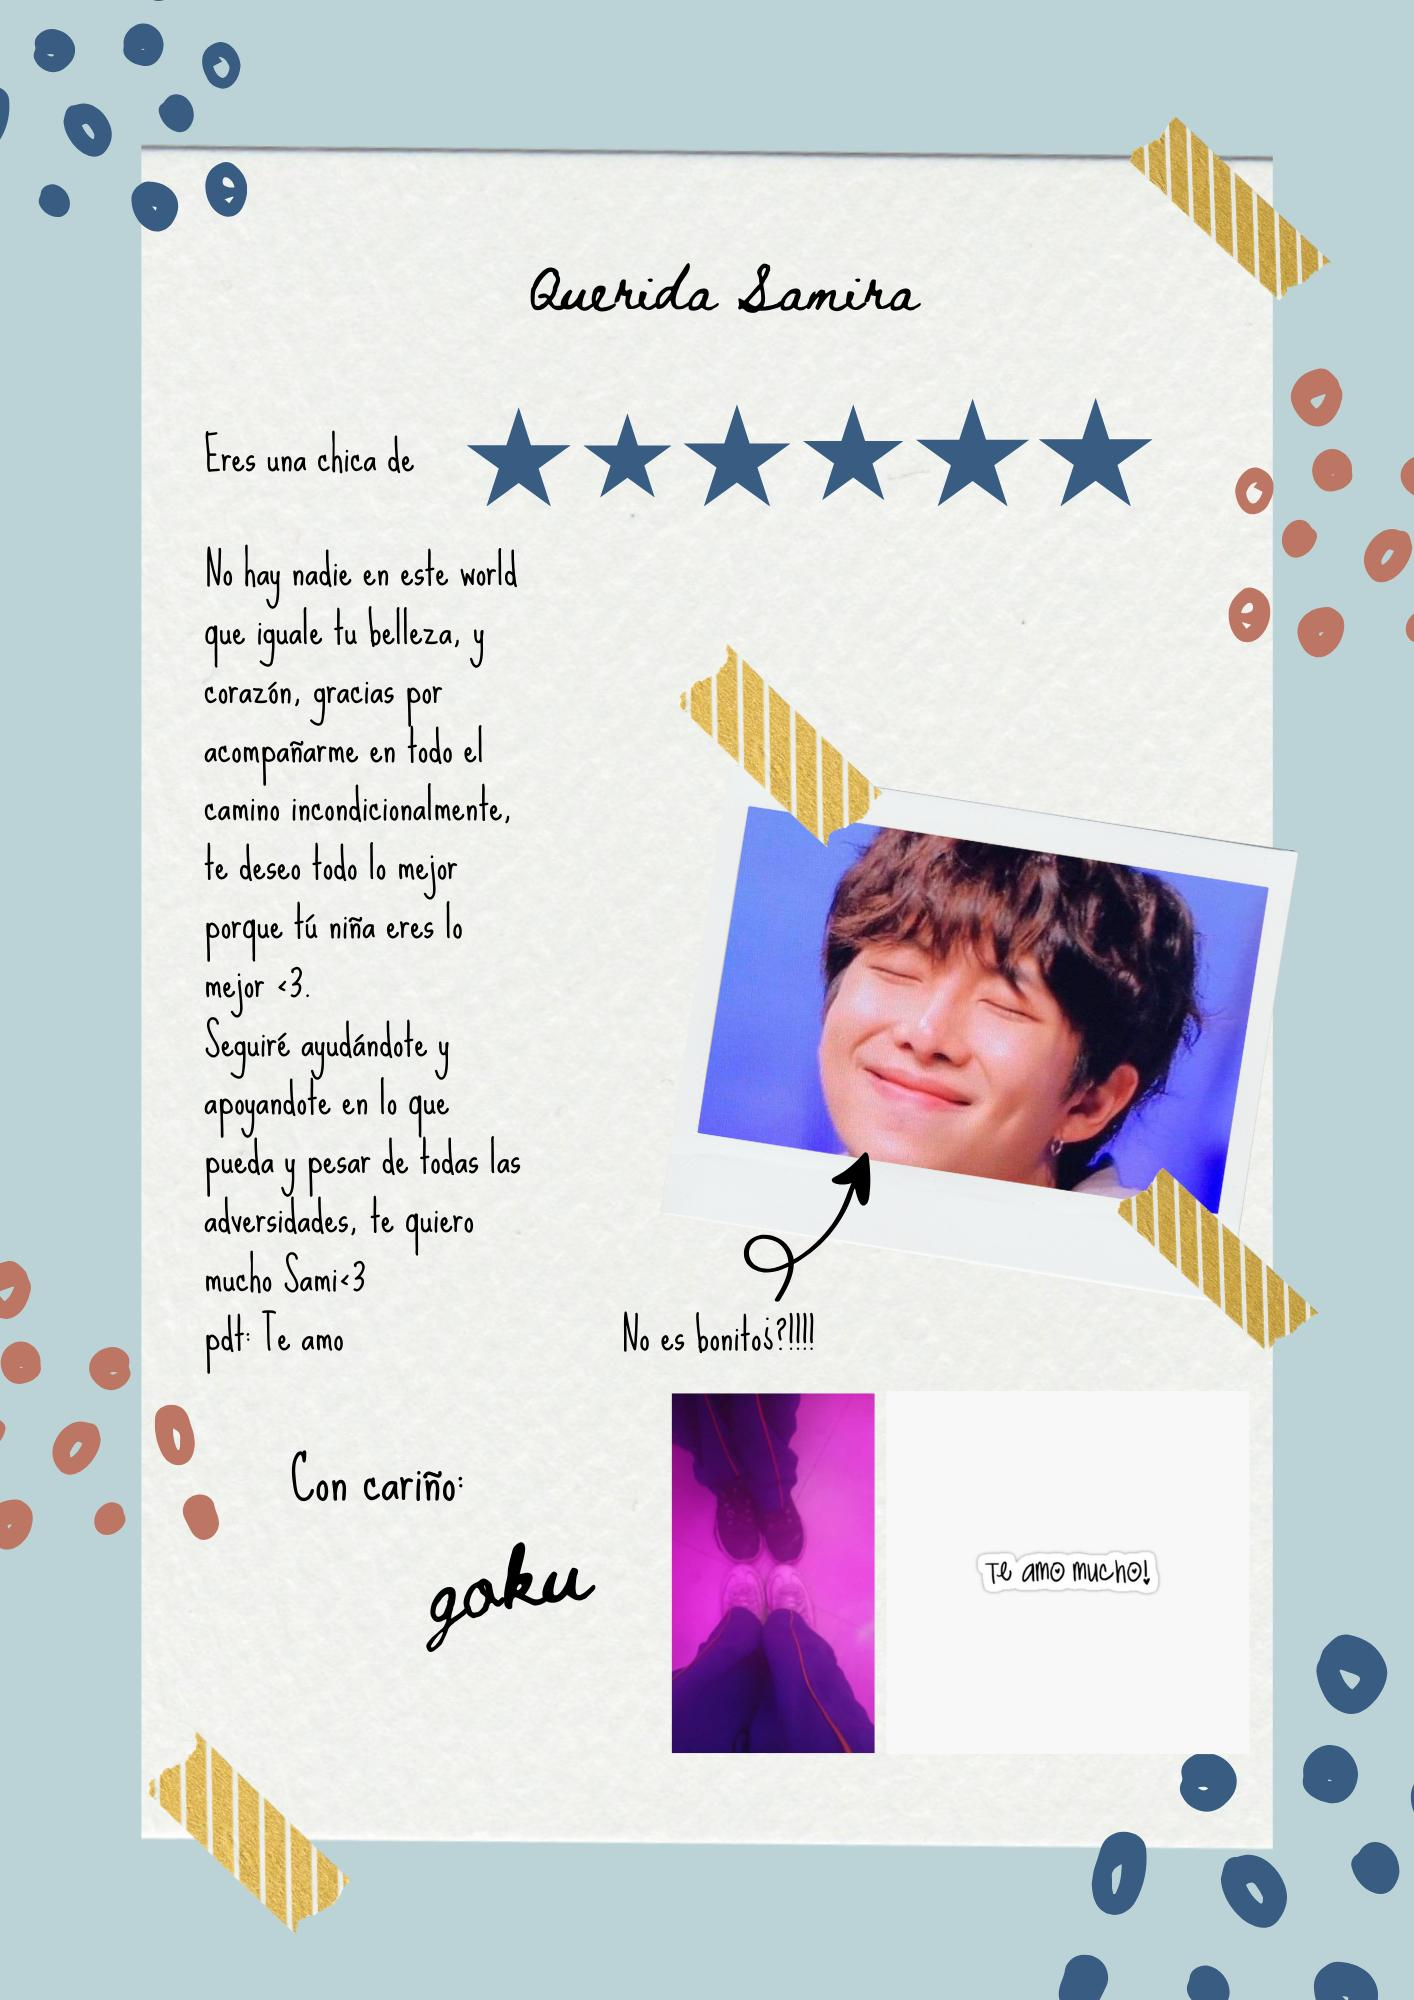 Querida Samira
Eres una chica de
No hay nadie en este world
que iguale tu belleza, y
corazón, gracias por
acompañarme en todo el
camino incondicionalmente,
te deseo todo lo mejor
porque tú niña eres lo
mejor <3.
Seguiré ayudándote y
apoyandote en lo que
pueda y pesar de todas las
adversidades, te quiero
mucho Sami<3
pdt: Te amo
No es bonito¿?!!!!
Con cariño:
goku
Te amo mucho!